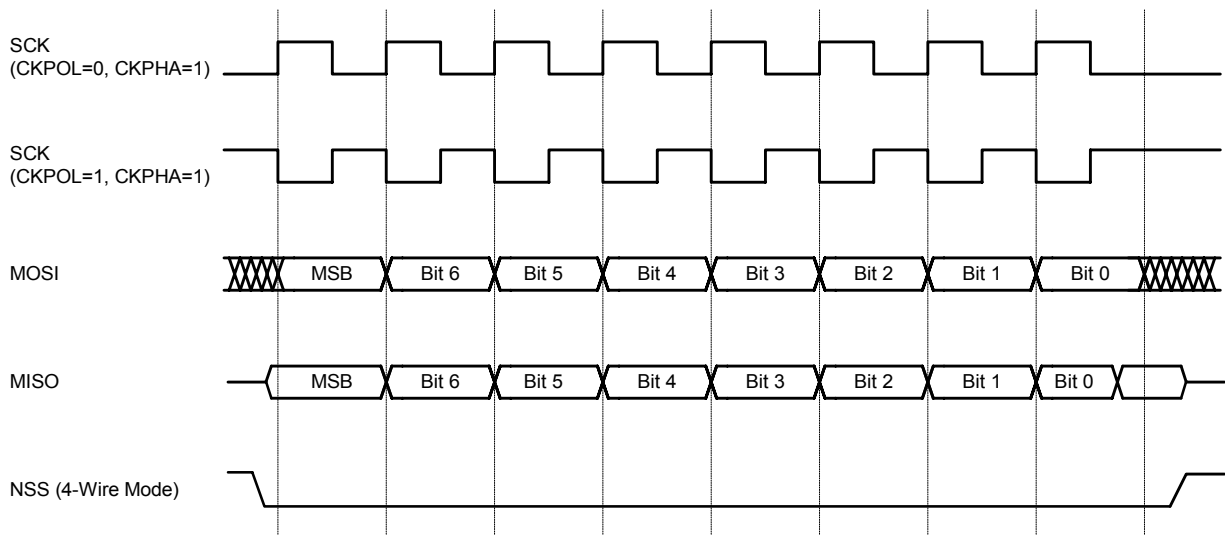 SCK
(CKPOL=0, CKPHA=1)
SCK
(CKPOL=1, CKPHA=1)
MOSI
MSB Bit 6 Bit 5 Bit 4 Bit 3 Bit 2 Bit 1 Bit 0
MISO
MSB Bit 6 Bit 5 Bit 4 Bit 3 Bit 2 Bit 1 Bit 0
NSS (4-Wire Mode)